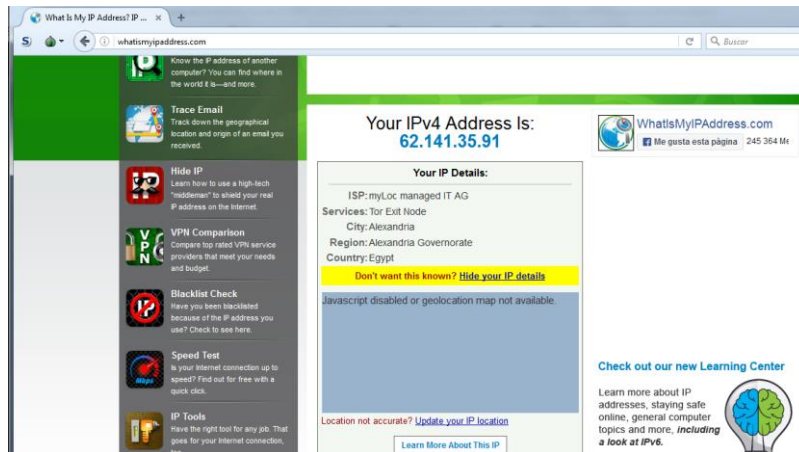 What Is My IP Address? IP ...
whatismyipaddress.com
Buscar
Know the IP address of another
computer? You can find where in
the world it is—and more.
Trace Email
Track down the geographical
location and origin of an email you
received.
Hide IP
Learn how to use a high-tech
"middleman" to shield your real
IP address on the Internet.
VPN Comparison
Compare top rated VPN service
providers that meet your needs
and budget.
Blacklist Check
Have you been blacklisted
because of the IP address you
use? Check to see here.
Speed Test
Is your Internet connection up to
speed? Find out for free with a
quick click.
IP Tools
Have the right tool for any job. That
goes for your Internet connection,
Your IPv4 Address Is:
62.141.35.91
Your IP Details:
ISP: myLoc managed IT AG
Services: Tor Exit Node
City: Alexandria
Region: Alexandria Governorate
Country: Egypt
Don't want this known? Hide your IP details
Javascript disabled or geolocation map not available.
Location not accurate? Update your IP location
Learn More About This IP
WhatIsMyIPAddress.com
Me gusta esta página 245 364 Me
Check out our new Learning Center
Learn more about IP
addresses, staying safe
online, general computer
topics and more, including
a look at IPv6.